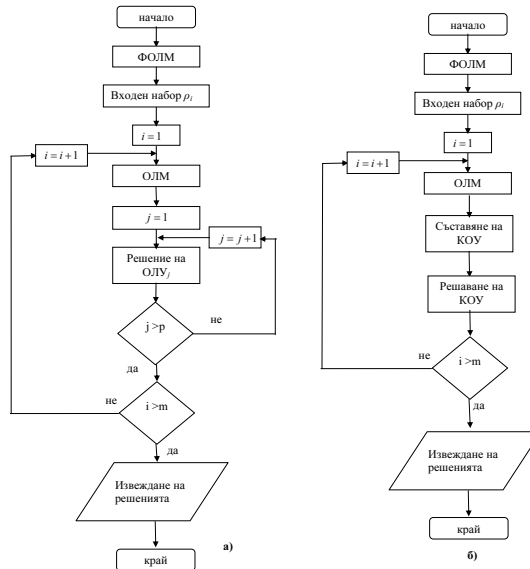 начало
ФОЛМ
Входен набор ρi
i=1
i=i+1
ОЛМ
j=1
j=j+1
Решение на
ОЛУj
j >p
не
да
i >m
не
да
Извеждане на
решенията
край
а)
начало
ФОЛМ
Входен набор ρi
i=1
i=i+1
ОЛМ
Съставяне на
КОУ
Решаване на
КОУ
i >m
не
да
Извеждане на
решенията
край
б)